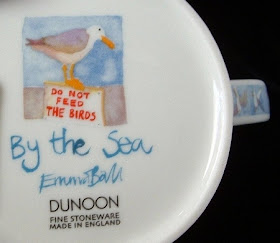 DO NOT
FEED
THE BIRDS
By the Sea
Emma Ball
DUNOON
FINE STONEWARE
MADE IN ENGLAND